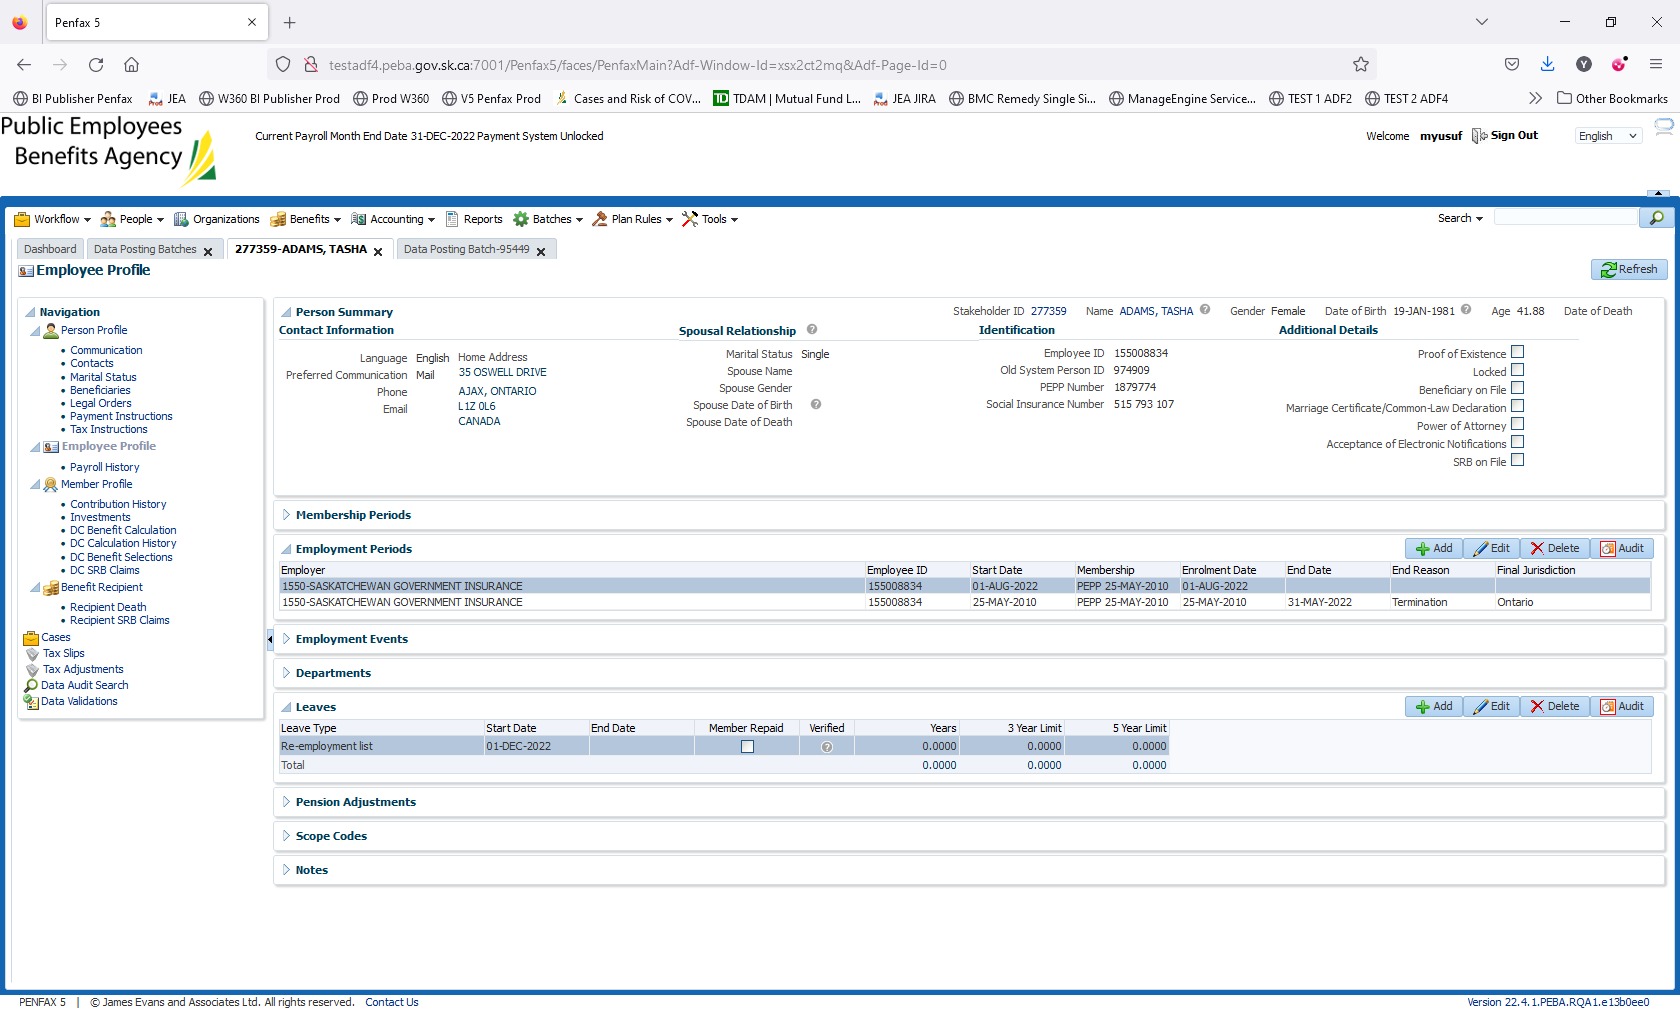 Penfax 5
testadf4.peba.gov.sk.ca:7001/Penfax5/faces/PenfaxMain?Adf-Window-Id=xsx2ct2mq&Adf-Page-Id=0
Y
BI Publisher Penfax JEA W360 BI Publisher Prod Prod W360 V5 Penfax Prod Cases and Risk of COV... TD TDAM | Mutual Fund L... JEA JIRA BMC Remedy Single Si... ManageEngine Service... TEST 1 ADF2 TEST 2 ADF4 Other Bookmarks
Public Employees
Benefits Agency
Current Payroll Month End Date 31-DEC-2022 Payment System Unlocked
Welcome myusuf Sign Out English
Workflow People Organizations Benefits Accounting Reports Batches Plan Rules Tools Search
Dashboard Data Posting Batches 277359-ADAMS, TASHA Data Posting Batch-95449
Employee Profile
Refresh
Navigation
Person Profile
Communication
Contacts
Marital Status
Beneficiaries
Legal Orders
Payment Instructions
Tax Instructions
Employee Profile
Payroll History
Member Profile
Contribution History
Investments
DC Benefit Calculation
DC Calculation History
DC Benefit Selections
DC SRB Claims
Benefit Recipient
Recipient Death
Recipient SRB Claims
Cases
Tax Slips
Tax Adjustments
Data Audit Search
Data Validations
Person Summary
Stakeholder ID 277359 Name ADAMS, TASHA Gender Female Date of Birth 19-JAN-1981 Age 41.88 Date of Death
Contact Information
Language English
Preferred Communication Mail
Phone
Email
Home Address
35 OSWELL DRIVE
AJAX, ONTARIO
L1Z 0L6
CANADA
Spousal Relationship
Marital Status Single
Spouse Name
Spouse Gender
Spouse Date of Birth
Spouse Date of Death
Identification
Employee ID 155008834
Old System Person ID 974909
PEPP Number 1879774
Social Insurance Number 515 793 107
Additional Details
Proof of Existence
Locked
Beneficiary on File
Marriage Certificate/Common-Law Declaration
Power of Attorney
Acceptance of Electronic Notifications
SRB on File
Membership Periods
Employment Periods
Add Edit Delete Audit
Employer Employee ID Start Date Membership Enrolment Date End Date End Reason Final Jurisdiction
1550-SASKATCHEWAN GOVERNMENT INSURANCE 155008834 01-AUG-2022 PEPP 25-MAY-2010 01-AUG-2022
1550-SASKATCHEWAN GOVERNMENT INSURANCE 155008834 25-MAY-2010 PEPP 25-MAY-2010 25-MAY-2010 31-MAY-2022 Termination Ontario
Employment Events
Departments
Leaves
Add Edit Delete Audit
Leave Type Start Date End Date Member Repaid Verified Years 3 Year Limit 5 Year Limit
Re-employment list 01-DEC-2022 0.0000 0.0000 0.0000
Total 0.0000 0.0000 0.0000
Pension Adjustments
Scope Codes
Notes
PENFAX 5 | © James Evans and Associates Ltd. All rights reserved. Contact Us
Version 22.4.1.PEBA.RQA1.e13b0ee0